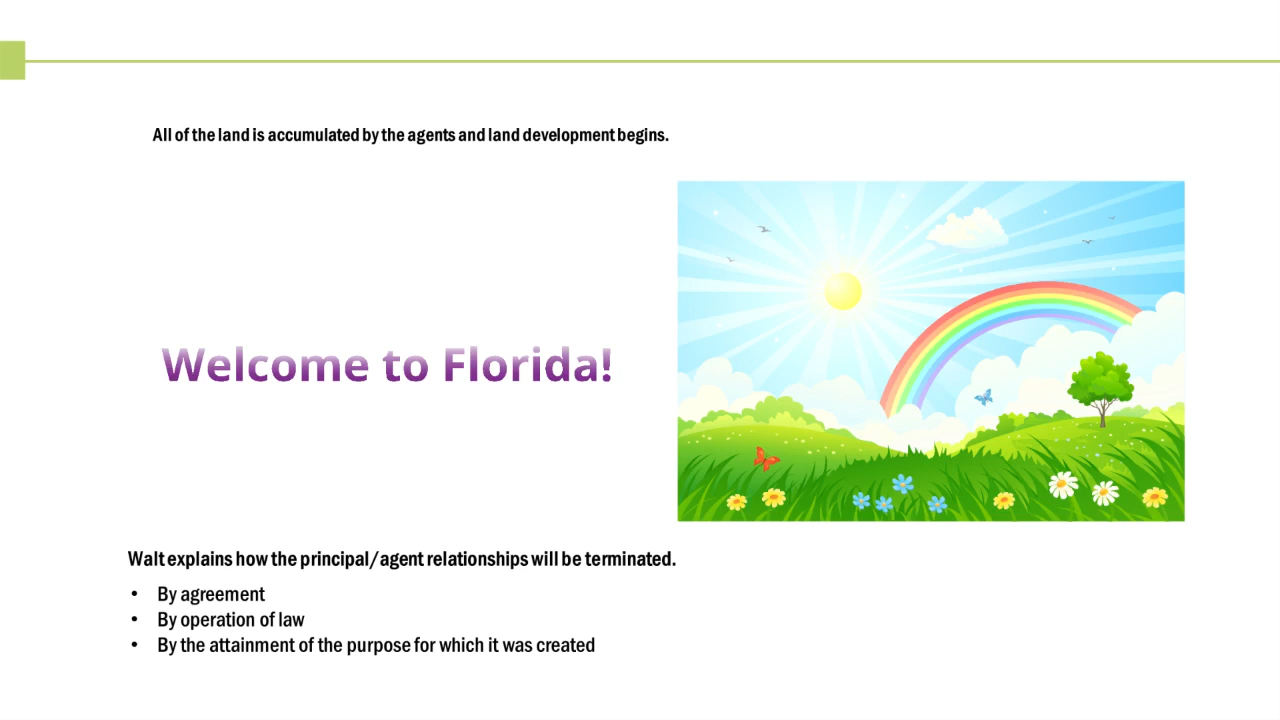 All of the land is accumulated by the agents and land development begins.
Welcome to Florida!
Walt explains how the principal/agent relationships will be terminated.
• By agreement
• By operation of law
• By the attainment of the purpose for which it was created